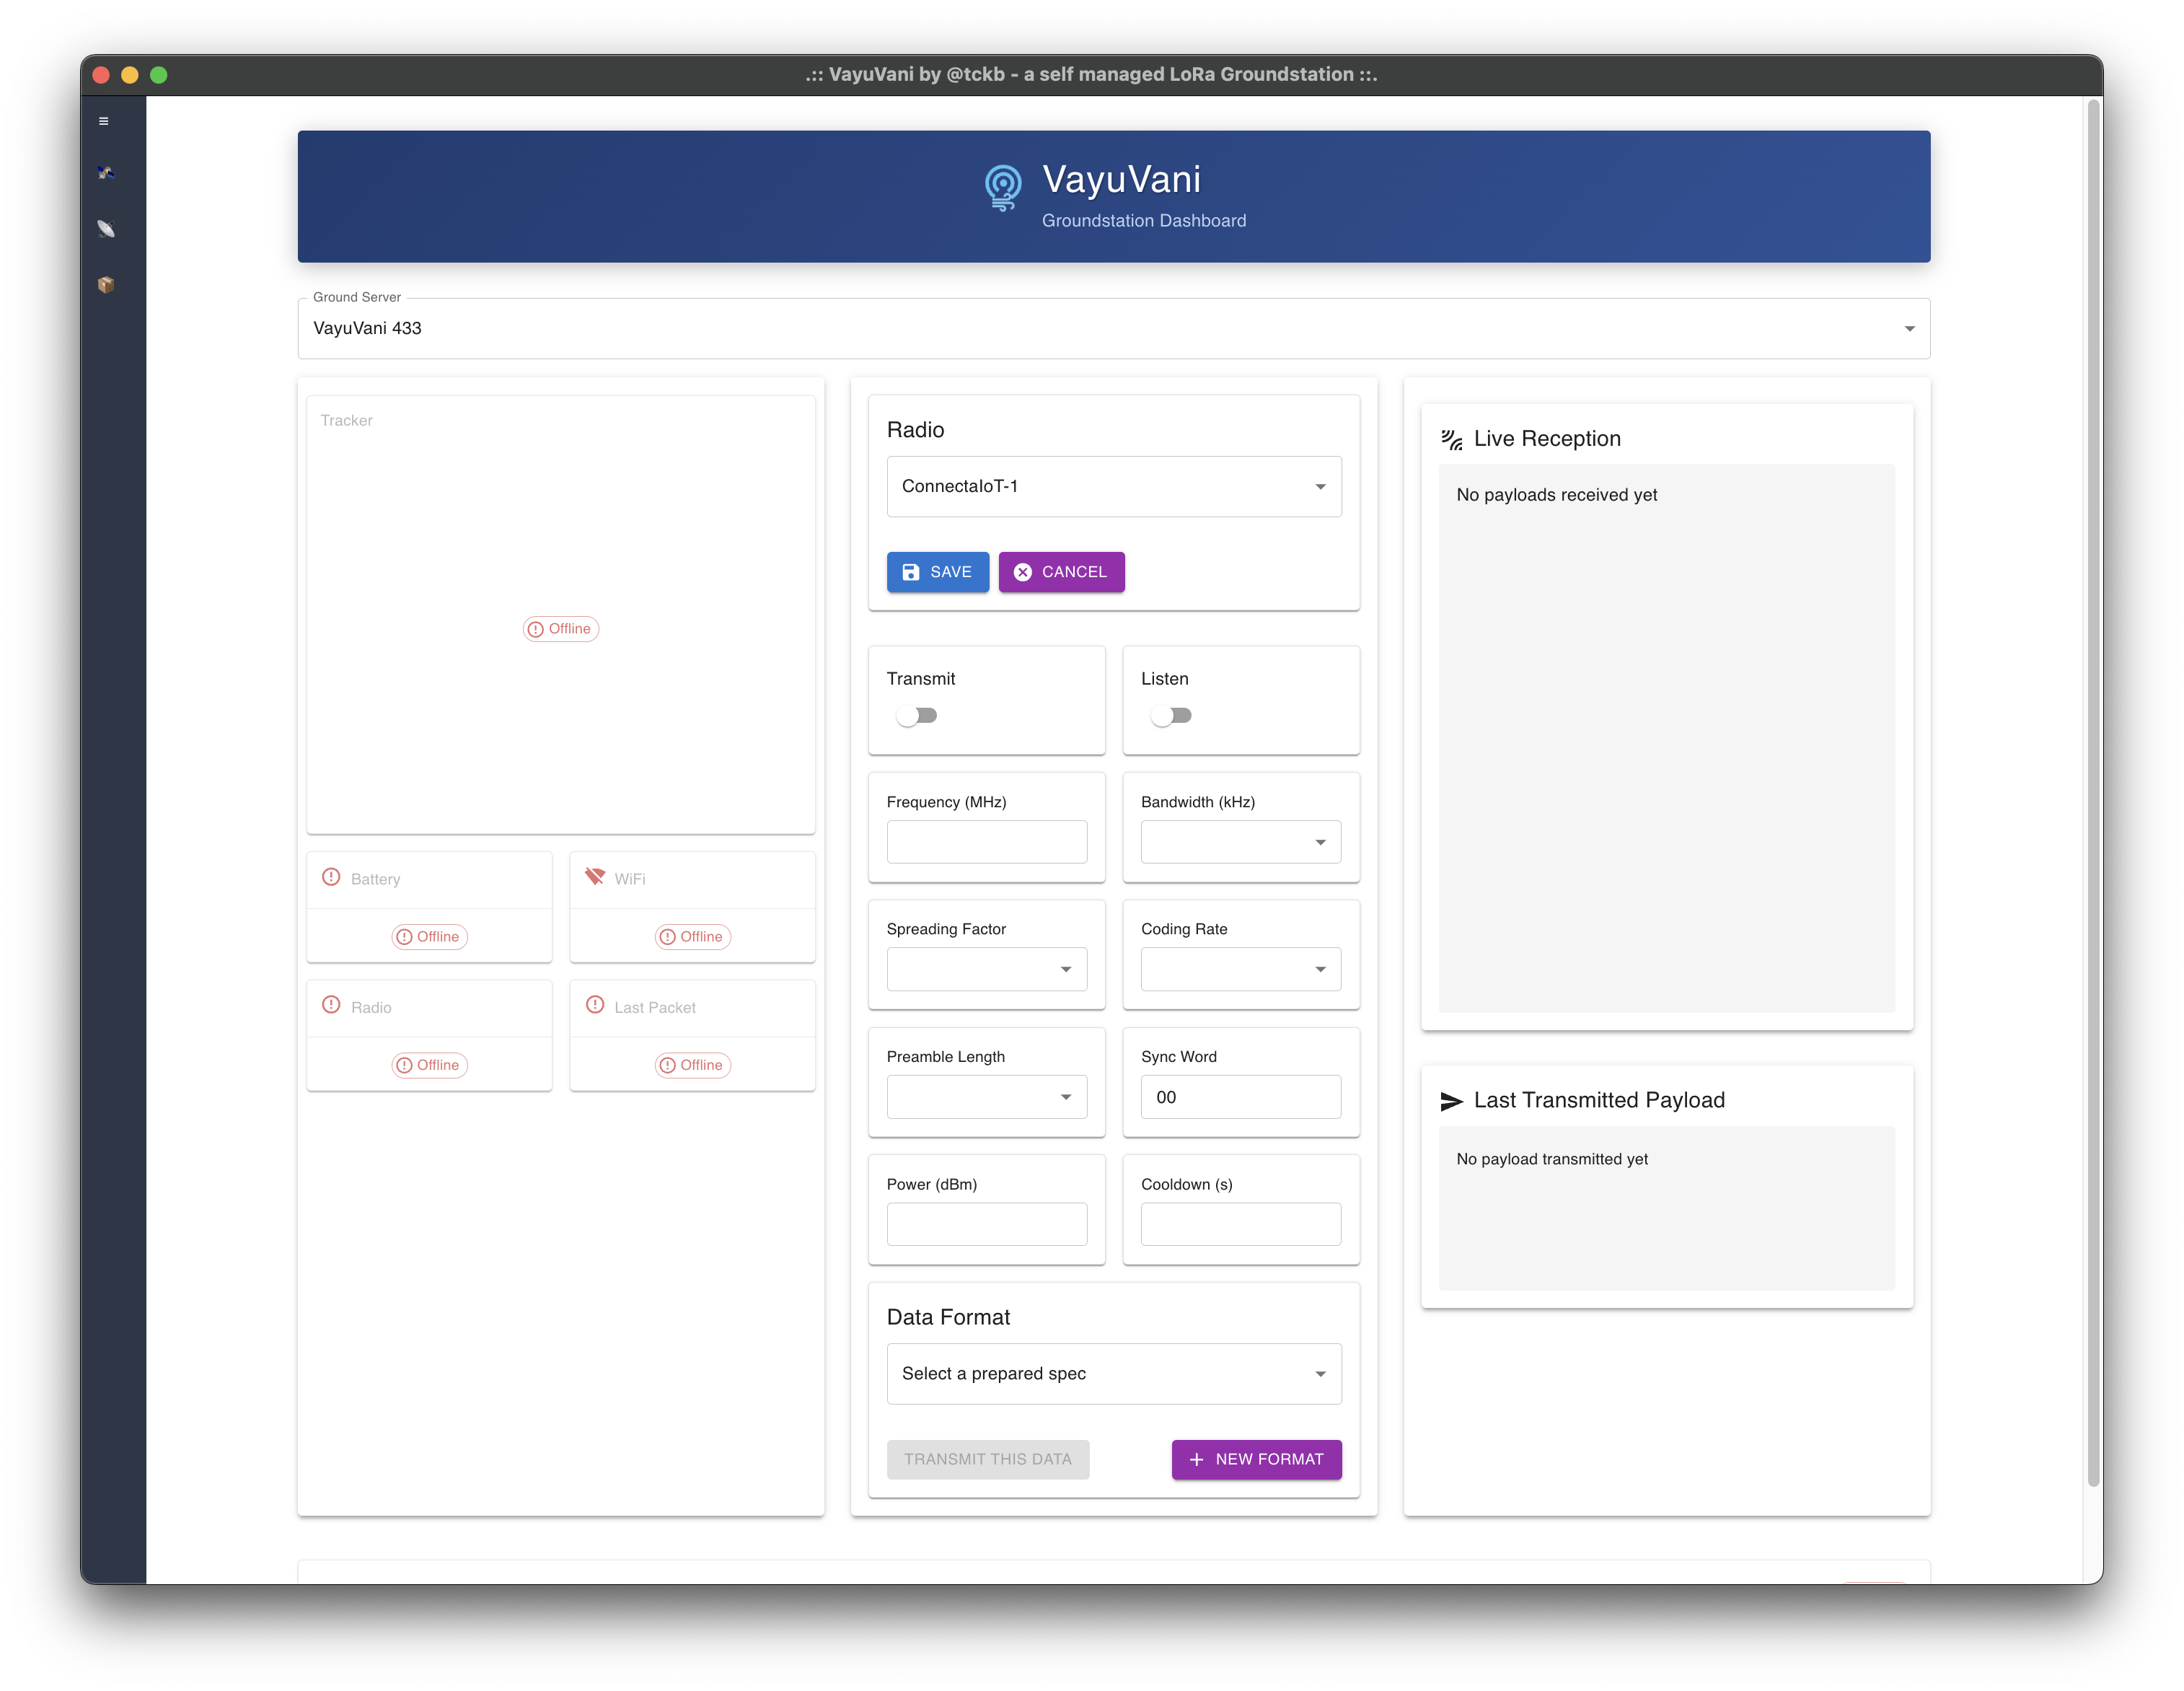 .:: VayuVani by @tckb - a self managed LoRa Groundstation ::.
VayuVani
Groundstation Dashboard
Ground Server
VayuVani 433
Tracker
Offline
Battery
Offline
WiFi
Offline
Radio
Offline
Last Packet
Offline
Radio
ConnectaIoT-1
SAVE
CANCEL
Transmit
Listen
Frequency (MHz)
Bandwidth (kHz)
Spreading Factor
Coding Rate
Preamble Length
Sync Word
00
Power (dBm)
Cooldown (s)
Data Format
Select a prepared spec
TRANSMIT THIS DATA
NEW FORMAT
Live Reception
No payloads received yet
Last Transmitted Payload
No payload transmitted yet